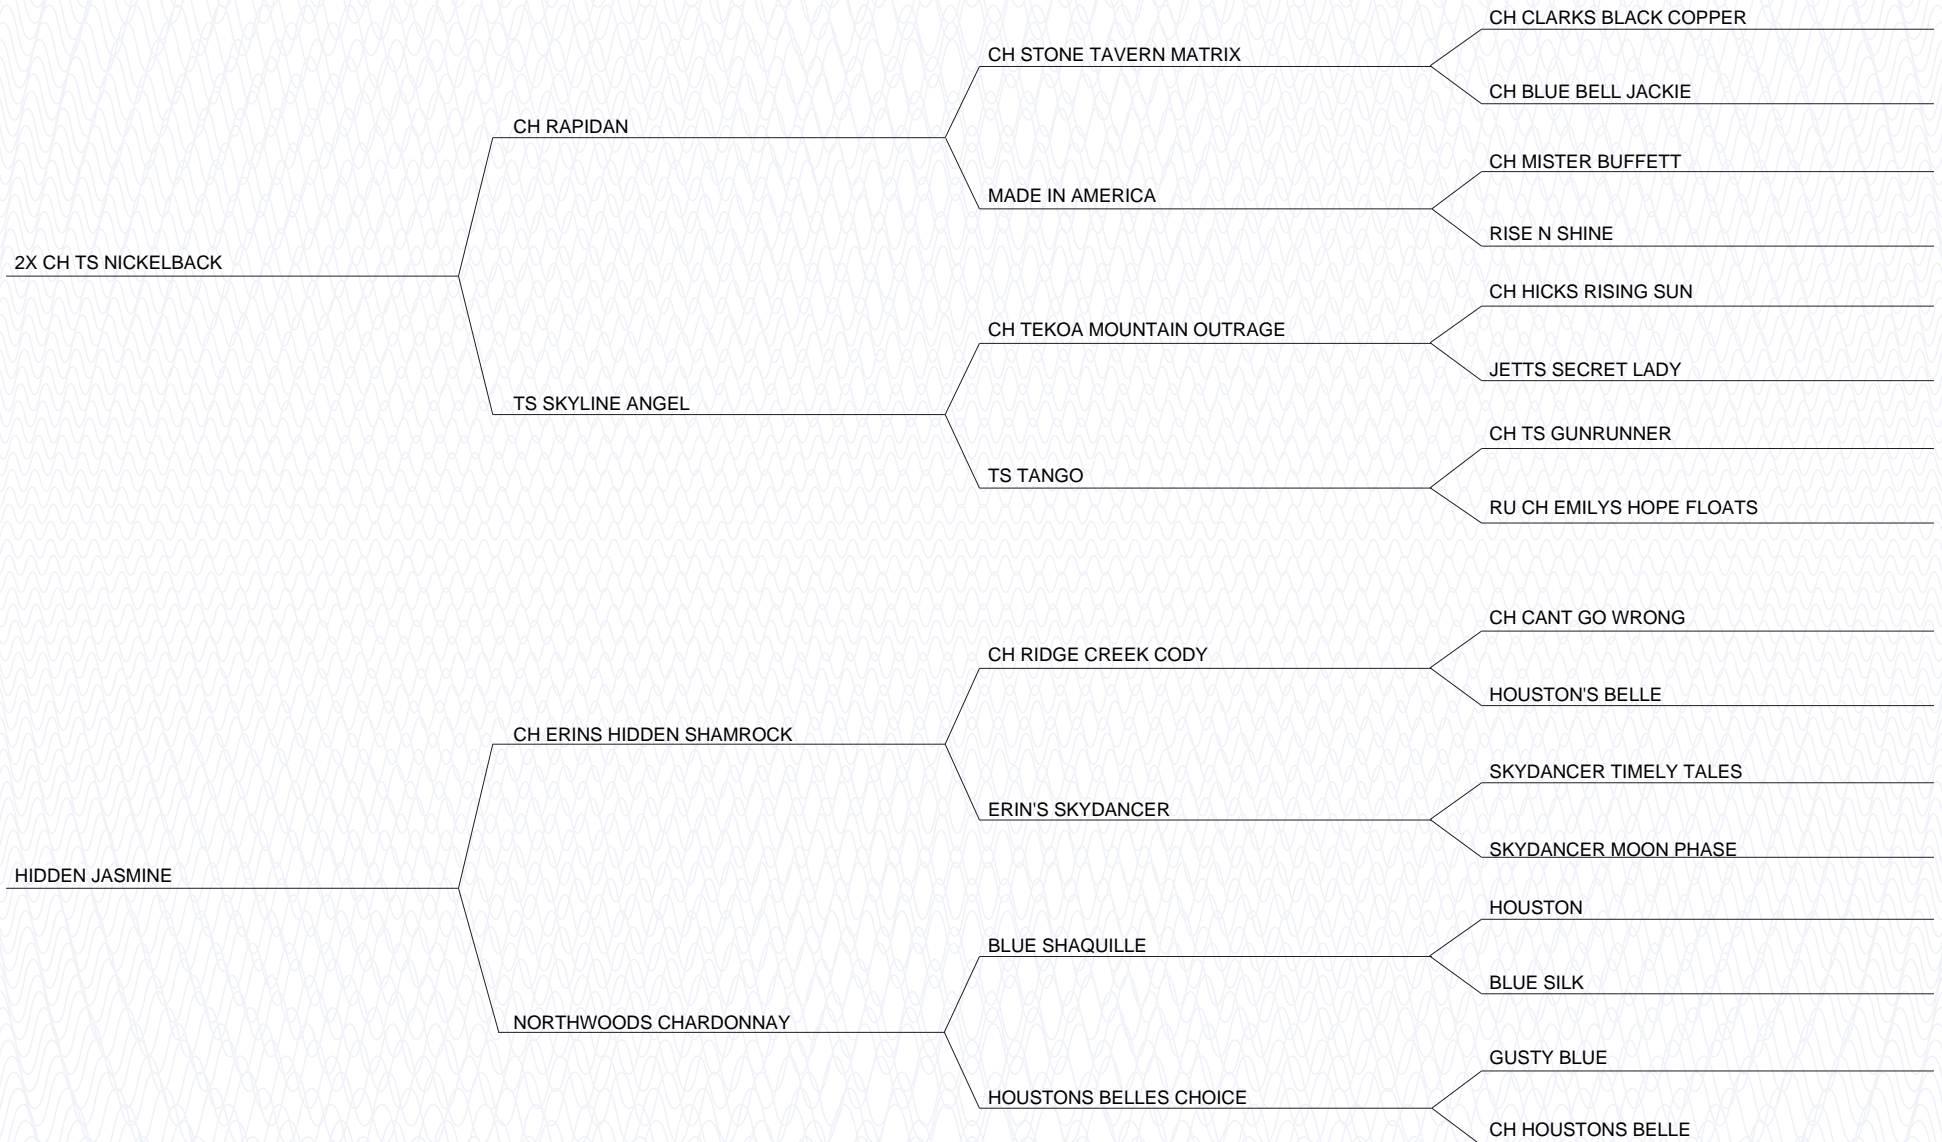 CH CLARKS BLACK COPPER
CH STONE TAVERN MATRIX
CH BLUE BELL JACKIE
CH RAPIDAN
CH MISTER BUFFETT
MADE IN AMERICA
RISE N SHINE
2X CH TS NICKELBACK
CH HICKS RISING SUN
CH TEKOA MOUNTAIN OUTRAGE
JETTS SECRET LADY
TS SKYLINE ANGEL
CH TS GUNRUNNER
TS TANGO
RU CH EMILYS HOPE FLOATS
CH CANT GO WRONG
CH RIDGE CREEK CODY
HOUSTON'S BELLE
CH ERINS HIDDEN SHAMROCK
SKYDANCER TIMELY TALES
ERIN'S SKYDANCER
SKYDANCER MOON PHASE
HIDDEN JASMINE
HOUSTON
BLUE SHAQUILLE
BLUE SILK
NORTHWOODS CHARDONNAY
GUSTY BLUE
HOUSTONS BELLES CHOICE
CH HOUSTONS BELLE